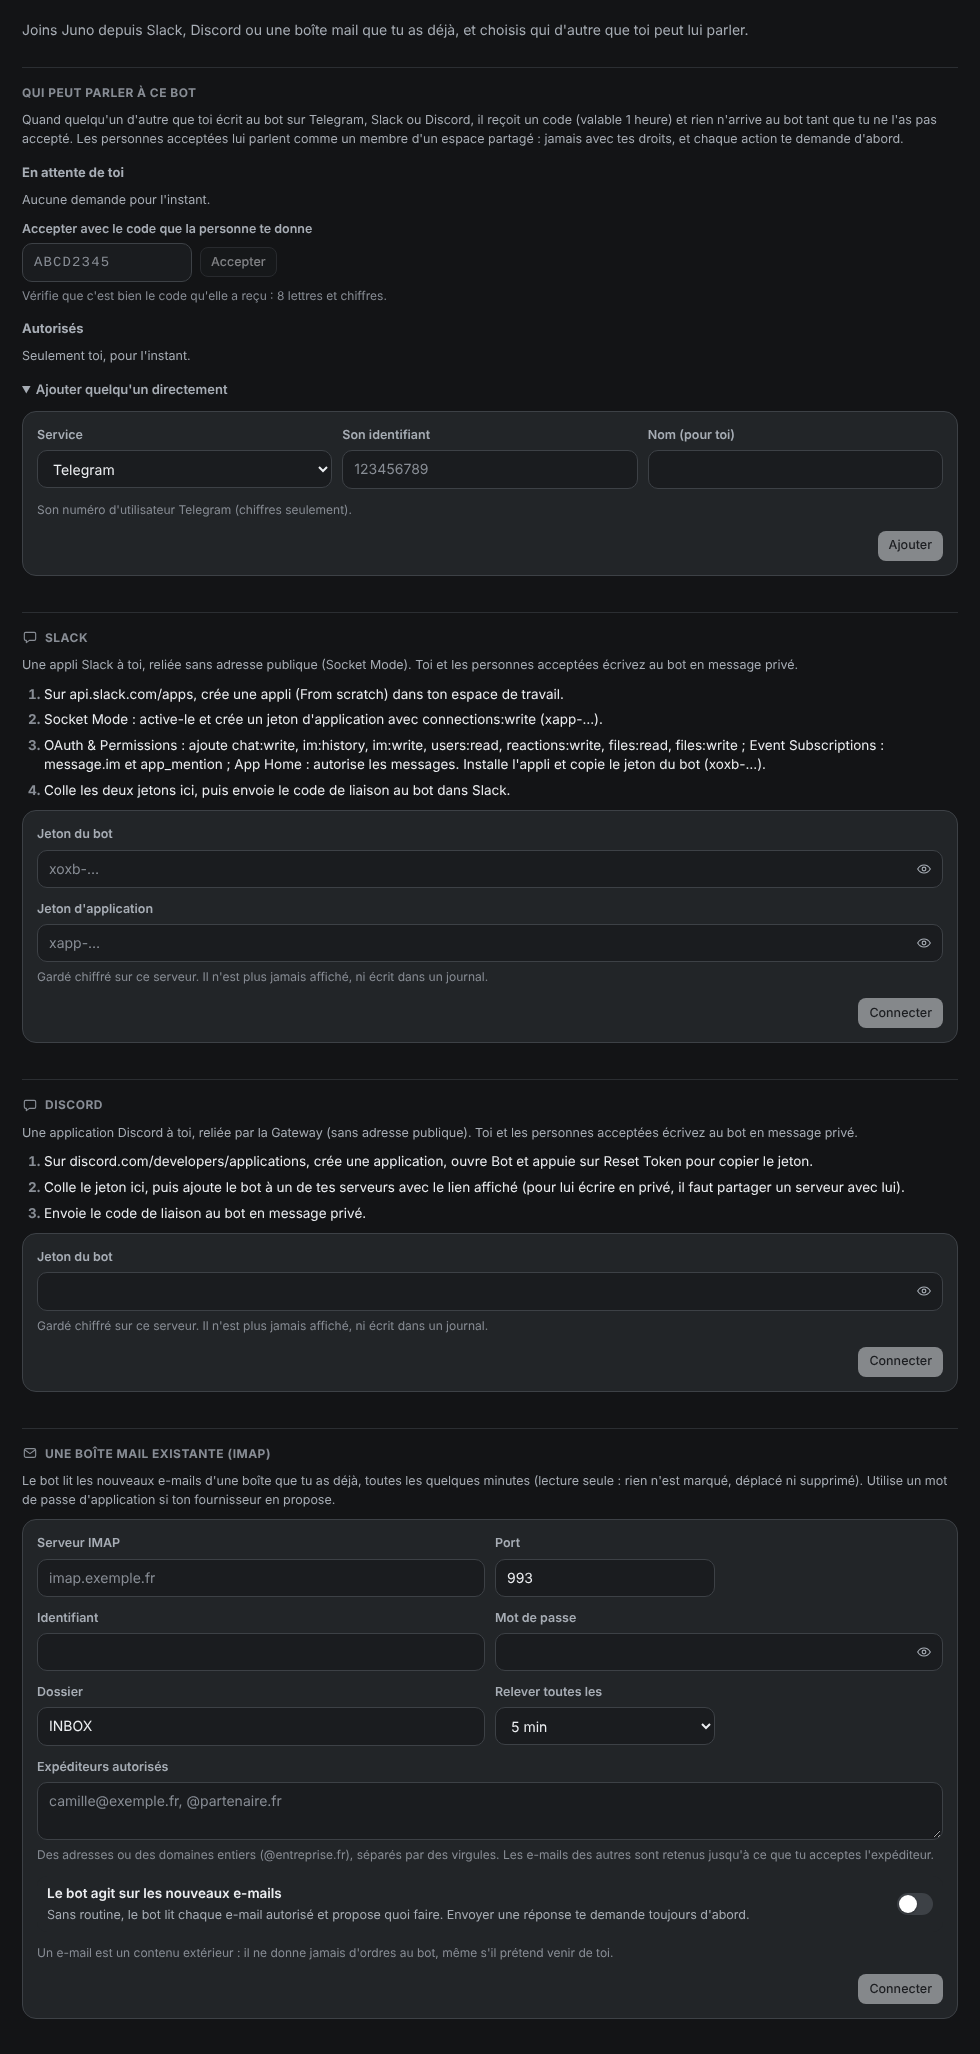 Joins Juno depuis Slack, Discord ou une boîte mail que tu as déjà, et choisis qui d'autre que toi peut lui parler.
QUI PEUT PARLER À CE BOT
Quand quelqu'un d'autre que toi écrit au bot sur Telegram, Slack ou Discord, il reçoit un code (valable 1 heure) et rien n'arrive au bot tant que tu ne l'as pas
accepté. Les personnes acceptées lui parlent comme un membre d'un espace partagé : jamais avec tes droits, et chaque action te demande d'abord.
En attente de toi
Aucune demande pour l'instant.
Accepter avec le code que la personne te donne
ABCD2345
Accepter
Vérifie que c'est bien le code qu'elle a reçu : 8 lettres et chiffres.
Autorisés
Seulement toi, pour l'instant.
▼ Ajouter quelqu'un directement
Service Son identifiant Nom (pour toi)
Telegram 123456789
Son numéro d'utilisateur Telegram (chiffres seulement).
Ajouter
SLACK
Une appli Slack à toi, reliée sans adresse publique (Socket Mode). Toi et les personnes acceptées écrivez au bot en message privé.
1. Sur api.slack.com/apps, crée une appli (From scratch) dans ton espace de travail.
2. Socket Mode : active-le et crée un jeton d'application avec connections:write (xapp-...).
3. OAuth & Permissions : ajoute chat:write, im:history, im:write, users:read, reactions:write, files:read, files:write ; Event Subscriptions :
message.im et app_mention ; App Home : autorise les messages. Installe l'appli et copie le jeton du bot (xoxb-...).
4. Colle les deux jetons ici, puis envoie le code de liaison au bot dans Slack.
Jeton du bot
xoxb-...
Jeton d'application
xapp-...
Gardé chiffré sur ce serveur. Il n'est plus jamais affiché, ni écrit dans un journal.
Connecter
DISCORD
Une application Discord à toi, reliée par la Gateway (sans adresse publique). Toi et les personnes acceptées écrivez au bot en message privé.
1. Sur discord.com/developers/applications, crée une application, ouvre Bot et appuie sur Reset Token pour copier le jeton.
2. Colle le jeton ici, puis ajoute le bot à un de tes serveurs avec le lien affiché (pour lui écrire en privé, il faut partager un serveur avec lui).
3. Envoie le code de liaison au bot en message privé.
Jeton du bot
Gardé chiffré sur ce serveur. Il n'est plus jamais affiché, ni écrit dans un journal.
Connecter
UNE BOÎTE MAIL EXISTANTE (IMAP)
Le bot lit les nouveaux e-mails d'une boîte que tu as déjà, toutes les quelques minutes (lecture seule : rien n'est marqué, déplacé ni supprimé). Utilise un mot
de passe d'application si ton fournisseur en propose.
Serveur IMAP Port
imap.exemple.fr 993
Identifiant Mot de passe
Dossier Relever toutes les
INBOX 5 min
Expéditeurs autorisés
camille@exemple.fr, @partenaire.fr
Des adresses ou des domaines entiers (@entreprise.fr), séparés par des virgules. Les e-mails des autres sont retenus jusqu'à ce que tu acceptes l'expéditeur.
Le bot agit sur les nouveaux e-mails
Sans routine, le bot lit chaque e-mail autorisé et propose quoi faire. Envoyer une réponse te demande toujours d'abord.
Un e-mail est un contenu extérieur : il ne donne jamais d'ordres au bot, même s'il prétend venir de toi.
Connecter